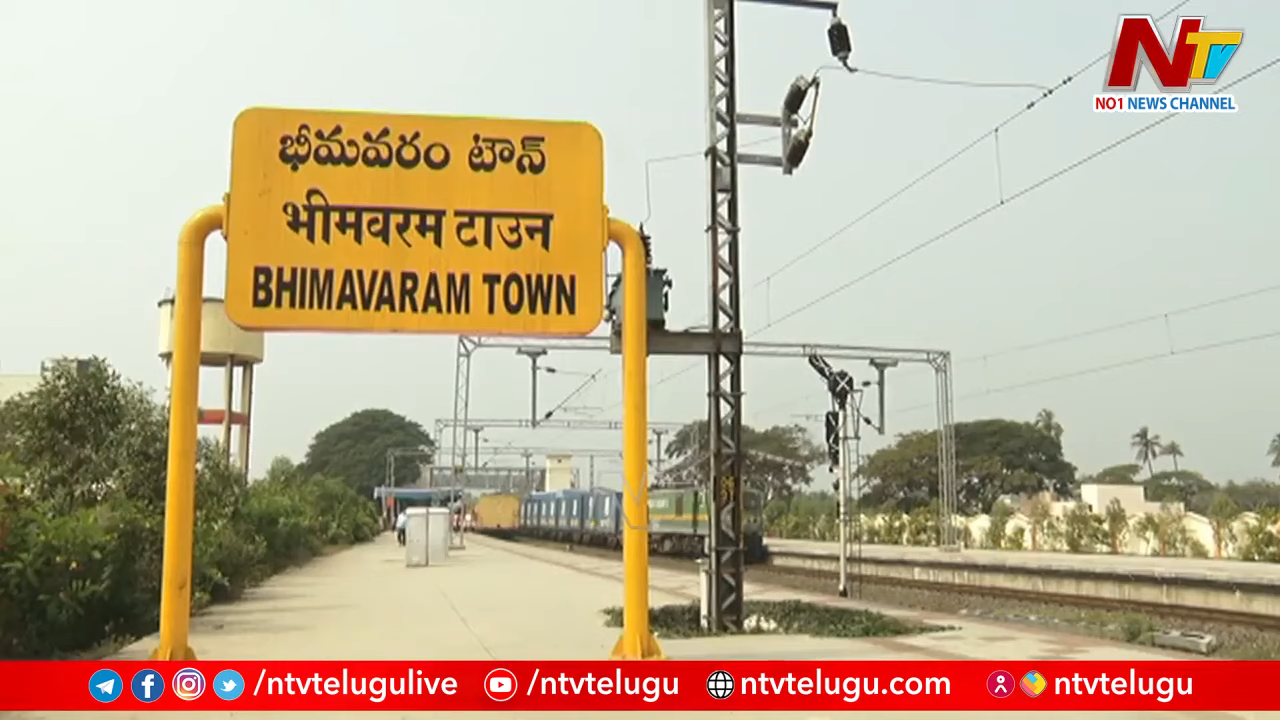 భీమవరం టౌన్
भीमवरम टाउन
BHIMAVARAM TOWN
NTV
NO1 NEWS CHANNEL
/ntvtelugulive
/ntvtelugu
ntvtelugu.com
ntvtelugu